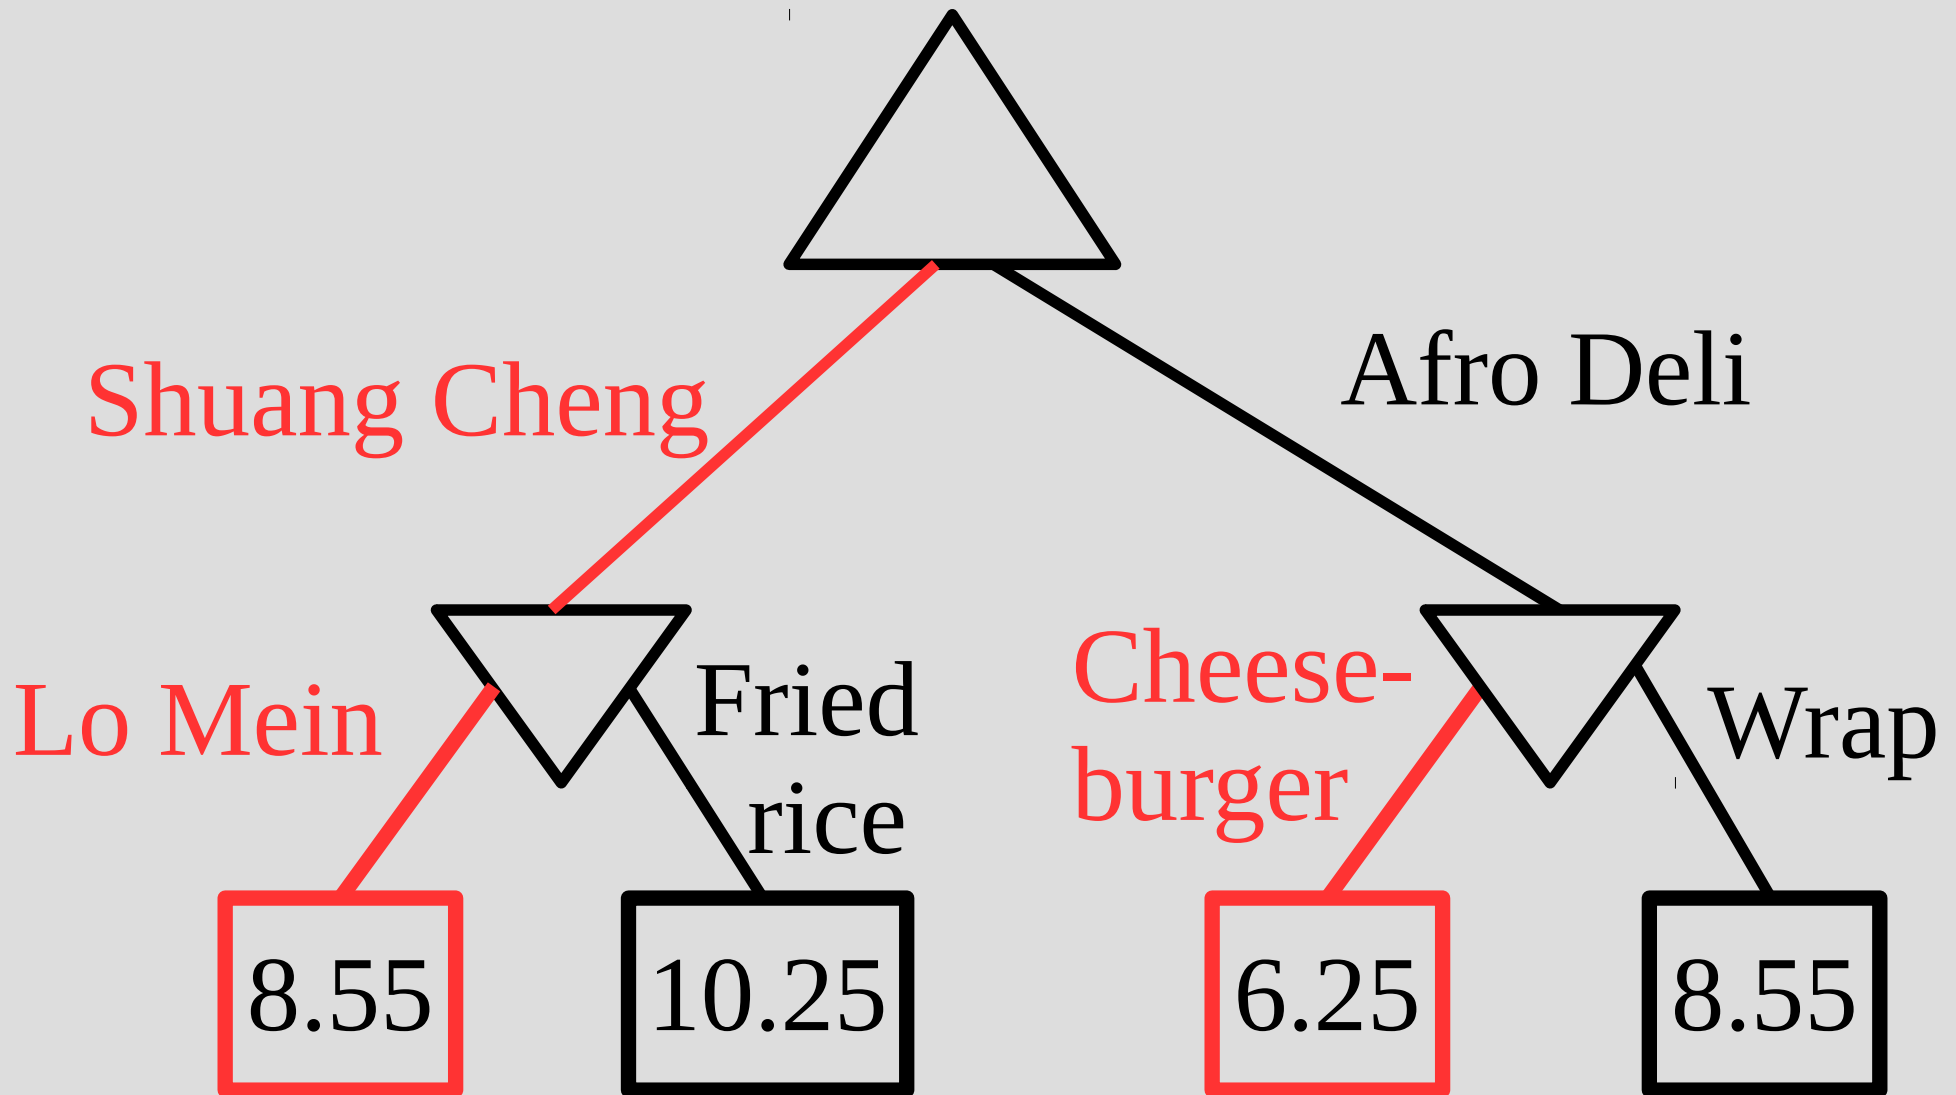 Shuang Cheng
Afro Deli
Lo Mein
Fried
rice
Cheese-
burger
Wrap
8.55
10.25
6.25
8.55